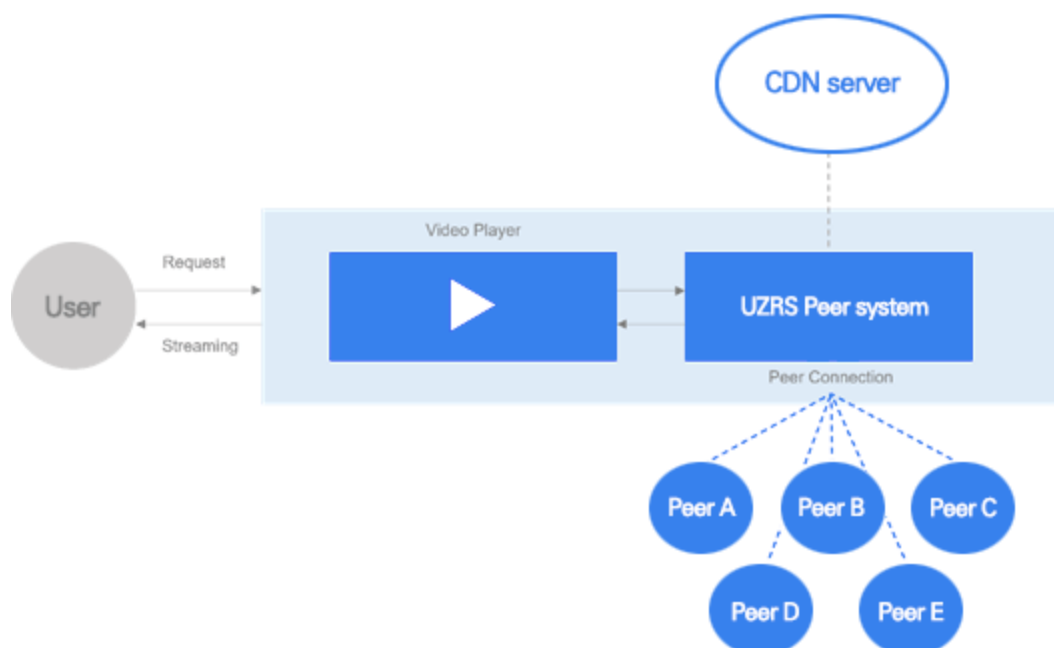 CDN server
Video Player
Request
User
UZRS Peer system
Streaming
Peer Connection
Peer A
Peer B
Peer C
Peer D
Peer E